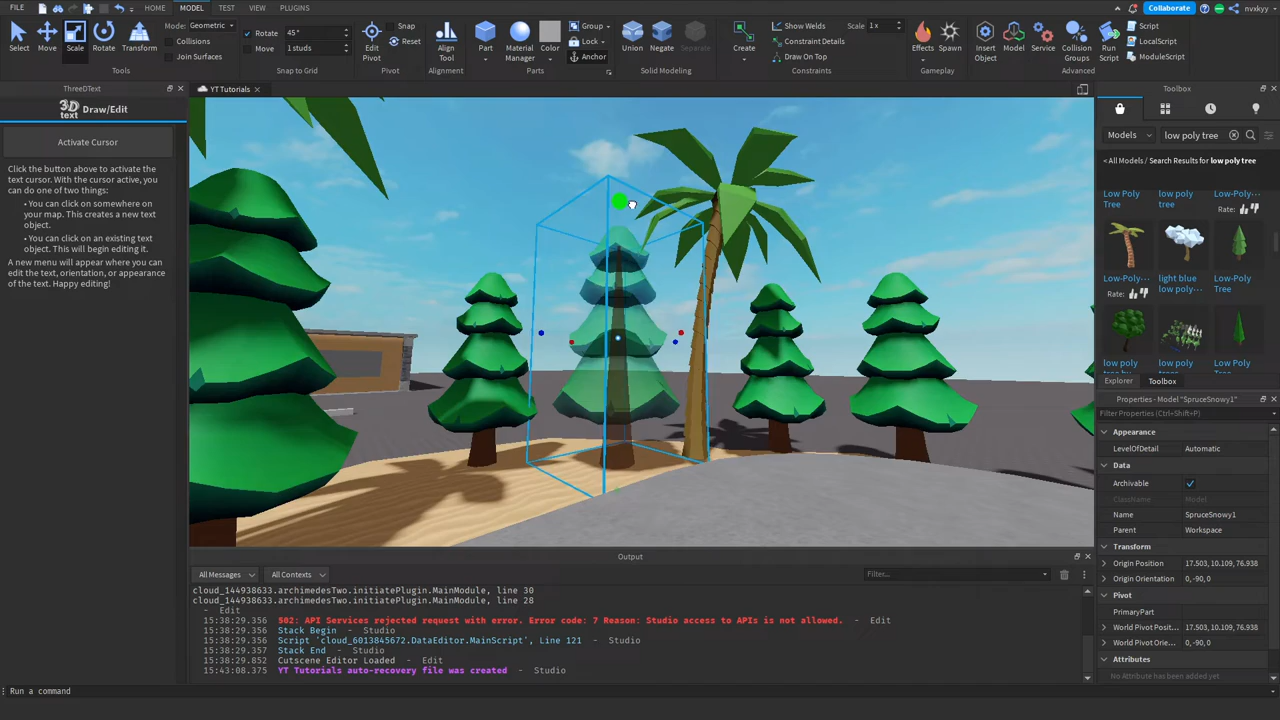 FILE
HOME
MODEL
TEST
VIEW
PLUGINS
Collaborate
nvxkyy
Select
Move
Scale
Rotate
Transform
Mode: Geometric
Collisions
Join Surfaces
Tools
Rotate 45°
Move 1 studs
Snap to Grid
Edit Pivot
Snap
Reset
Pivot
Align Tool
Alignment
Part
Material Manager
Color
Group
Lock
Anchor
Parts
Union
Negate
Separate
Solid Modeling
Create
Show Welds
Scale 1x
Constraint Details
Draw On Top
Constraints
Effects
Spawn
Gameplay
Insert Object
Model
Service
Collision Groups
Run Script
Script
LocalScript
ModuleScript
Advanced
ThreeDText
3D text Draw/Edit
Activate Cursor
Click the button above to activate the
text cursor. With the cursor active, you
can do one of two things:
• You can click on somewhere on
your map. This creates a new text
object.
• You can click on an existing text
object. This will begin editing it.
A new menu will appear where you can
edit the text, orientation, or appearance
of the text. Happy editing!
YT Tutorials
Toolbox
Models
low poly tree
< All Models / Search Results for low poly tree
Low Poly Tree
low poly tree
Low-Poly Tree
Rate:
Low-Poly Tree
Rate:
light blue low poly
Low-Poly Tree
low poly
low poly
Low Poly
Explorer
Toolbox
Properties - Model "SpruceSnowy1"
Filter Properties (Ctrl+Shift+P)
Appearance
LevelOfDetail Automatic
Data
Archivable
ClassName Model
Name SpruceSnowy1
Parent Workspace
Transform
Origin Position 17.503, 10.109, 76.938
Origin Orientation 0, -90, 0
Pivot
PrimaryPart
World Pivot Posit... 17.503, 10.109, 76.938
World Pivot Orie... 0, -90, 0
Attributes
No Attribute has been added yet
Output
All Messages
All Contexts
Filter...
cloud_144938633.archimedesTwo.initiatePlugin.MainModule, line 30
cloud_144938633.archimedesTwo.initiatePlugin.MainModule, line 28
- Edit
15:38:29.356 502: API Services rejected request with error. Error code: 7 Reason: Studio access to APIs is not allowed. - Edit
15:38:29.356 Stack Begin - Studio
15:38:29.356 Script 'cloud_6013845672.DataEditor.MainScript', Line 121 - Studio
15:38:29.357 Stack End - Studio
15:38:29.852 Cutscene Editor Loaded - Edit
15:43:08.375 YT Tutorials auto-recovery file was created - Studio
Run a command